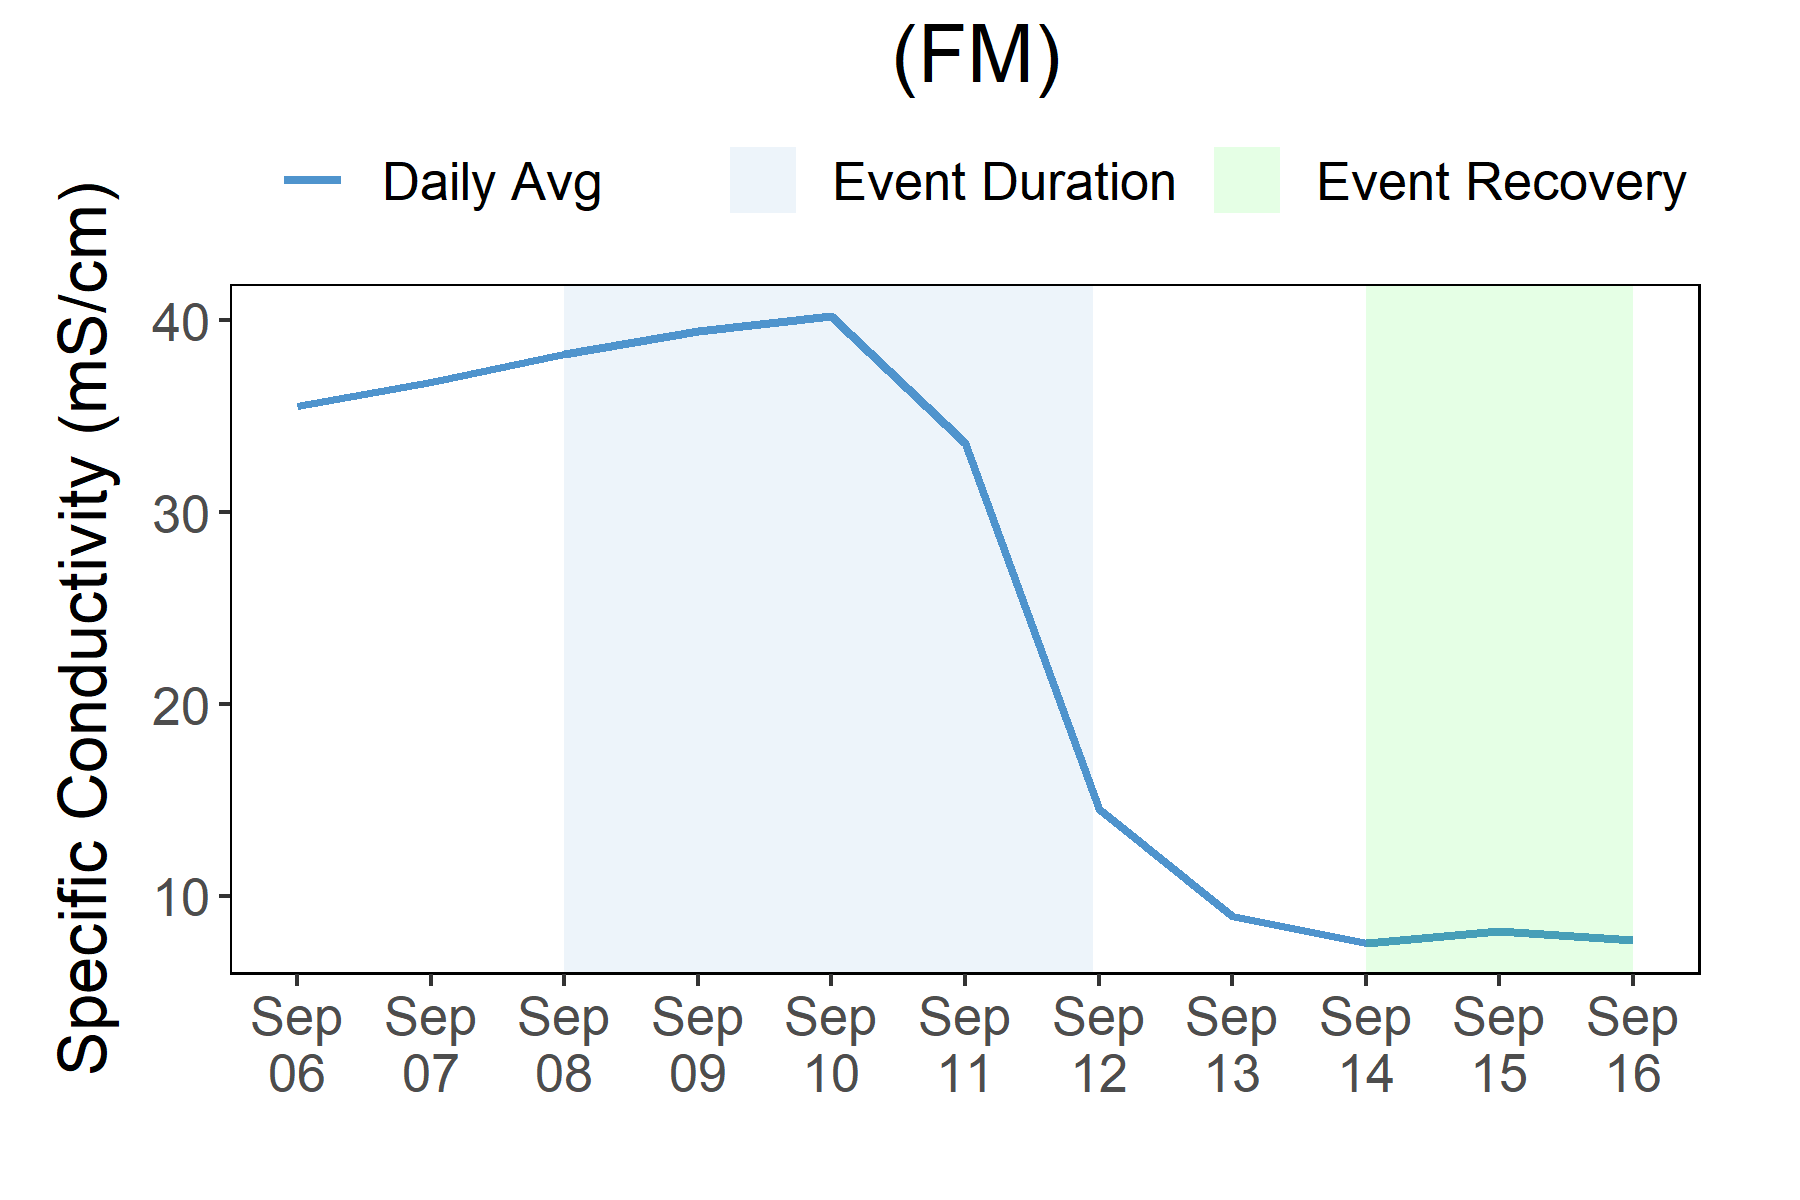 (FM)
Daily Avg
Event Duration
Event Recovery
Specific Conductivity (mS/cm)
40
30
20
10
Sep 06
Sep 07
Sep 08
Sep 09
Sep 10
Sep 11
Sep 12
Sep 13
Sep 14
Sep 15
Sep 16